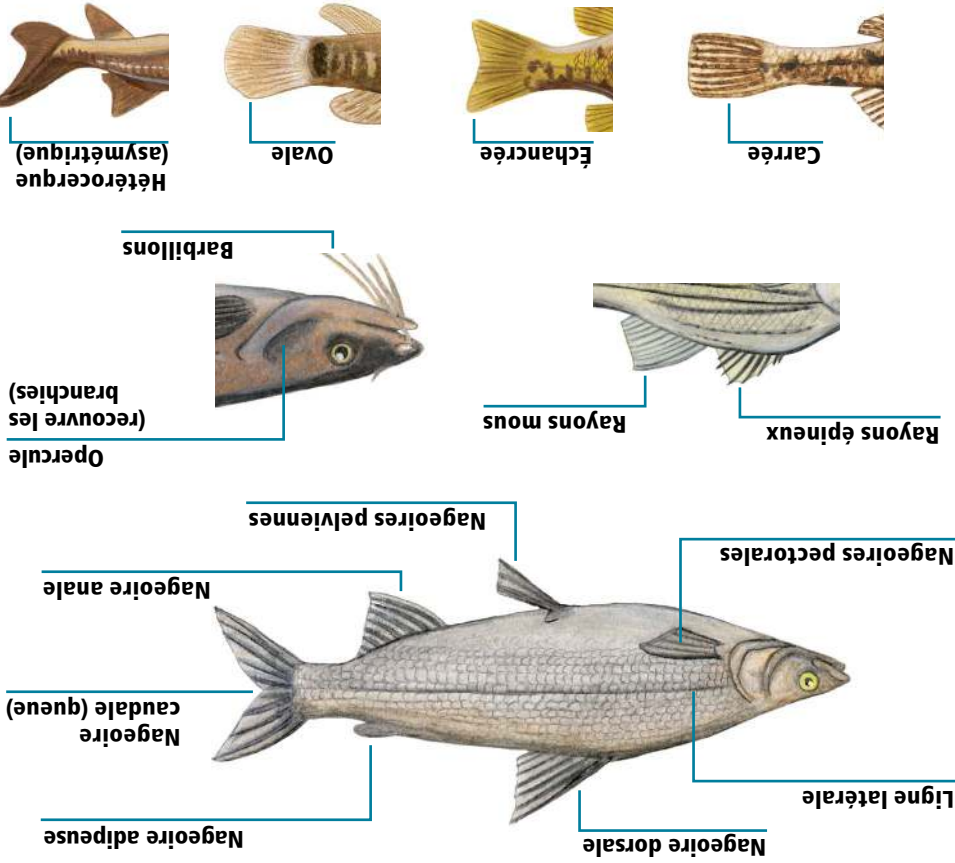 Nageoire dorsale
Nageoire adipeuse
Ligne latérale
Nageoire
caudale (queue)
Nageoires pectorales
Nageoire anale
Nageoires pelviennes
Rayons épineux
Rayons mous
Opercule
(recouvre les
branchies)
Barbillons
Carrée
Échancrée
Ovale
Hétérocerque
(asymétrique)